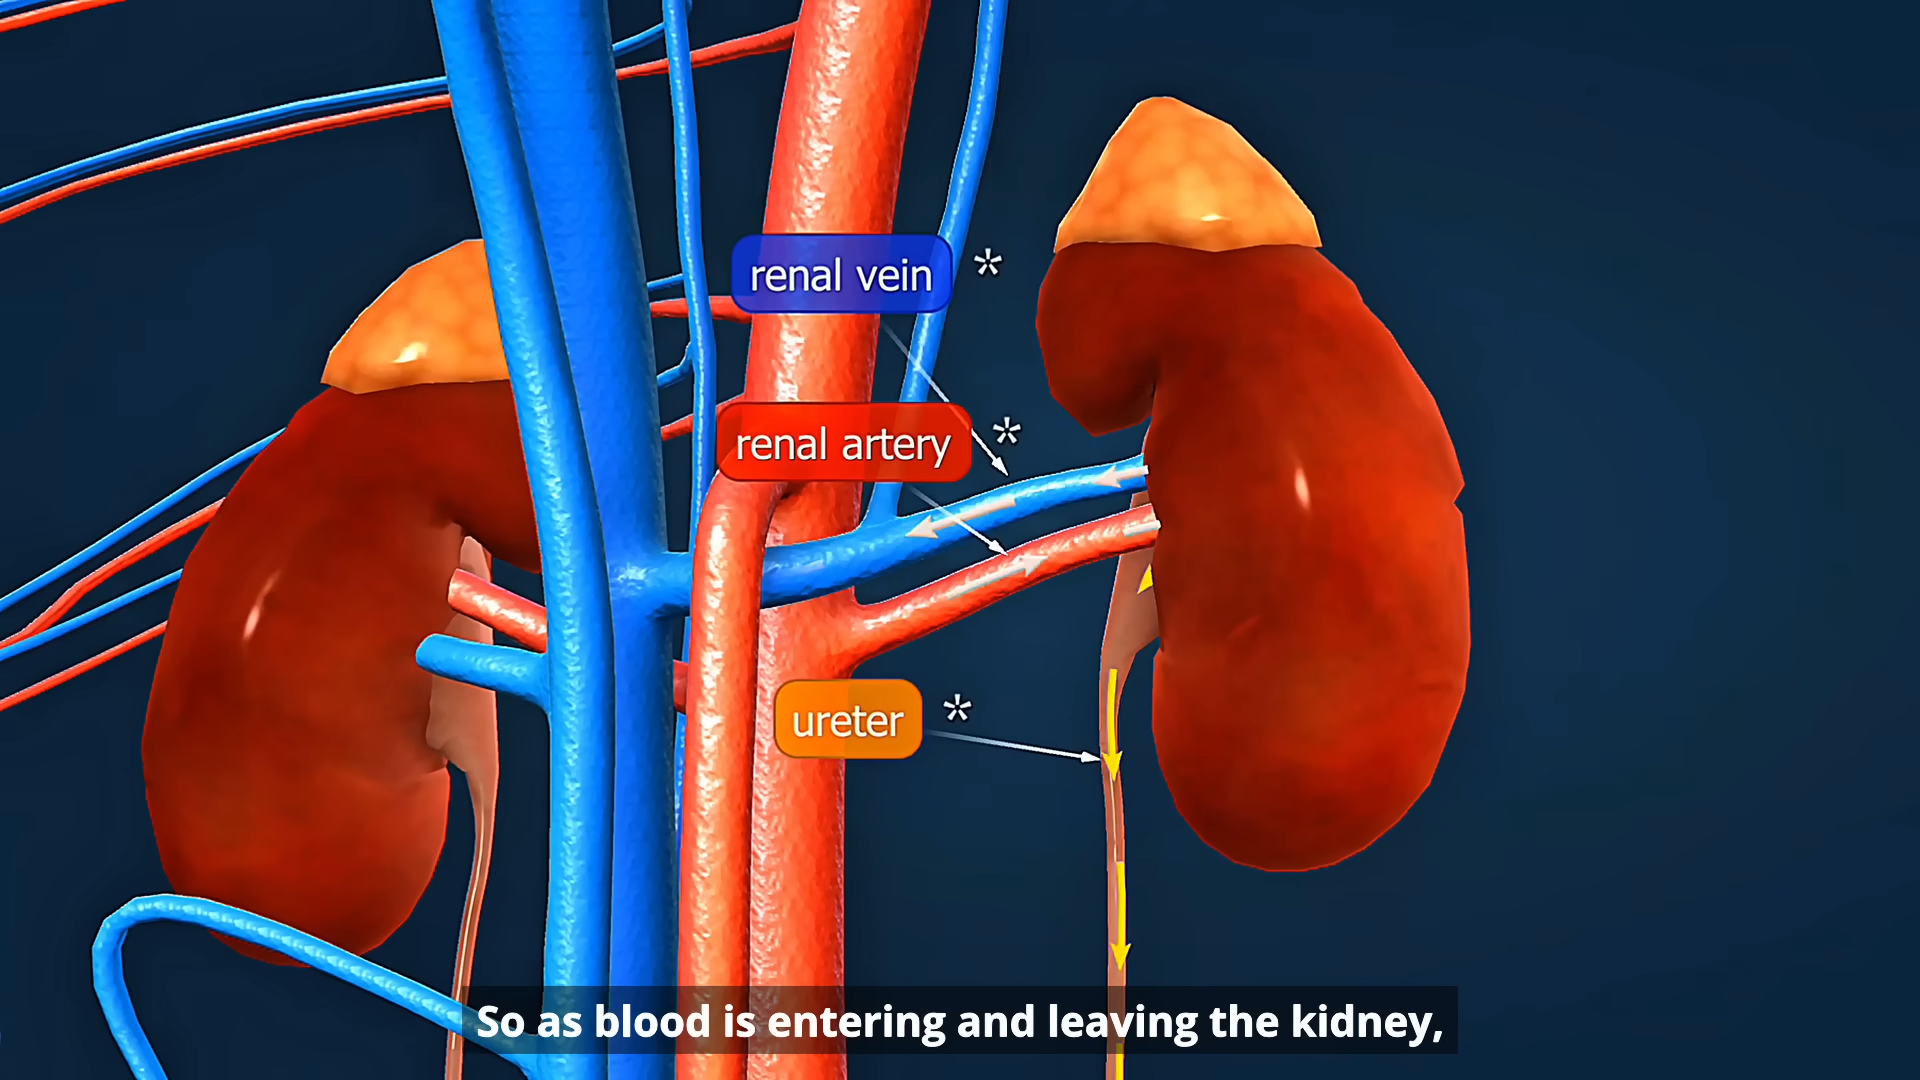 renal vein *
renal artery *
ureter *
So as blood is entering and leaving the kidney,